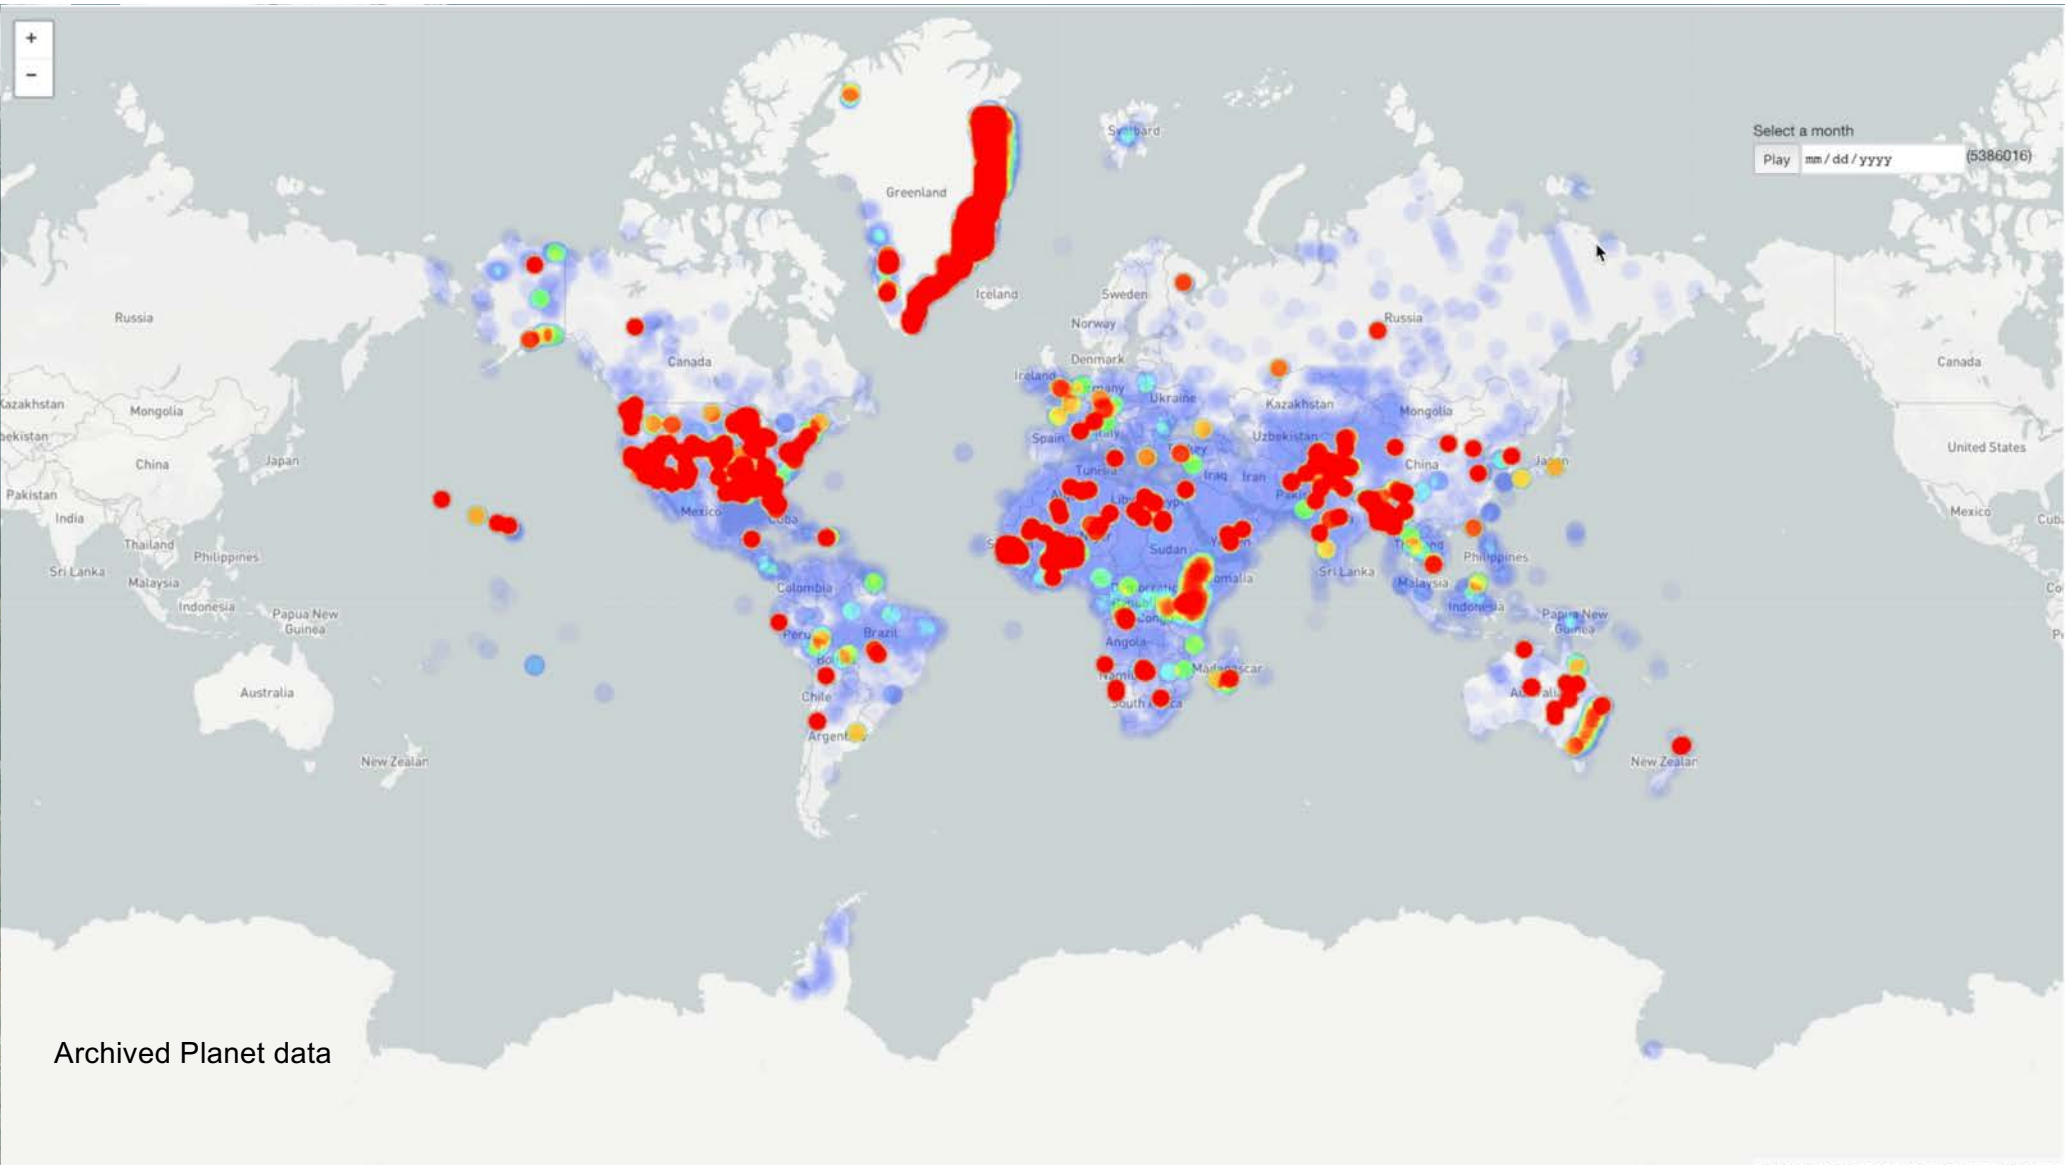 +
−
Select a month
Play mm/dd/yyyy (5386016)
Svalbard
Greenland
Iceland
Sweden
Norway
Denmark
Ireland
Ukraine
Russia
Russia
Canada
Canada
Kazakhstan
Mongolia
Mongolia
Uzbekistan
Spain
Italy
Turkey
Tunisia
Iraq
Iran
China
China
Japan
Japan
Pakistan
India
Thailand
Philippines
Philippines
Sri Lanka
Sri Lanka
Malaysia
Malaysia
Indonesia
Indonesia
Papua New
Guinea
Papua New
Guinea
Australia
New Zealan
New Zealan
United States
Mexico
Mexico
Cuba
Colombia
Peru
Brazil
Chile
Sudan
Angola
Madagascar
Archived Planet data